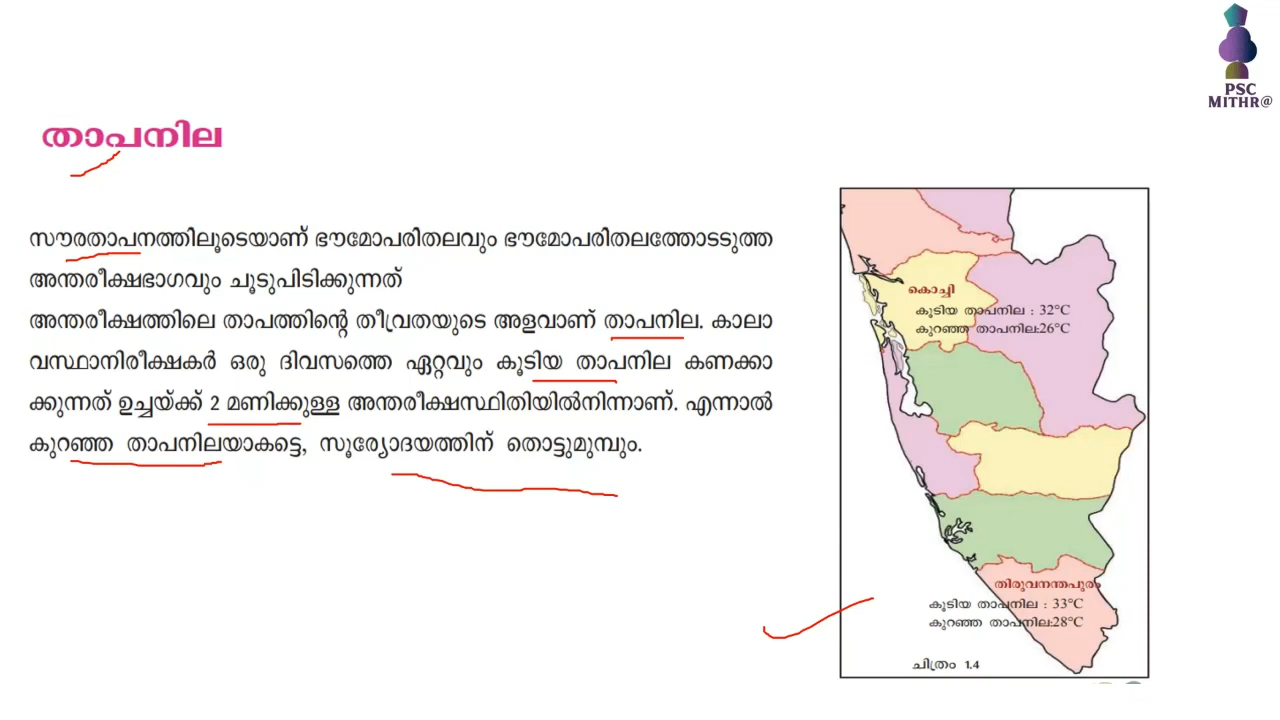 PSC
MITHR@
താപനില
സൗരതാപനത്തിലൂടെയാണ് ഭൗമോപരിതലവും ഭൗമോപരിതലത്തോടടുത്ത
അന്തരീക്ഷഭാഗവും ചൂടുപിടിക്കുന്നത്
അന്തരീക്ഷത്തിലെ താപത്തിന്റെ തീവ്രതയുടെ അളവാണ് താപനില. കാലാ
വസ്ഥാനിരീക്ഷകർ ഒരു ദിവസത്തെ ഏറ്റവും കൂടിയ താപനില കണക്കാ
ക്കുന്നത് ഉച്ചയ്ക്ക് 2 മണിക്കുള്ള അന്തരീക്ഷസ്ഥിതിയിൽനിന്നാണ്. എന്നാൽ
കുറഞ്ഞ താപനിലയാകട്ടെ, സൂര്യോദയത്തിന് തൊട്ടുമുമ്പും.
കൊച്ചി
കൂടിയ താപനില : 32°C
കുറഞ്ഞ താപനില:26°C
തിരുവനന്തപുരം
കൂടിയ താപനില : 33°C
കുറഞ്ഞ താപനില:28°C
ചിത്രം 1.4